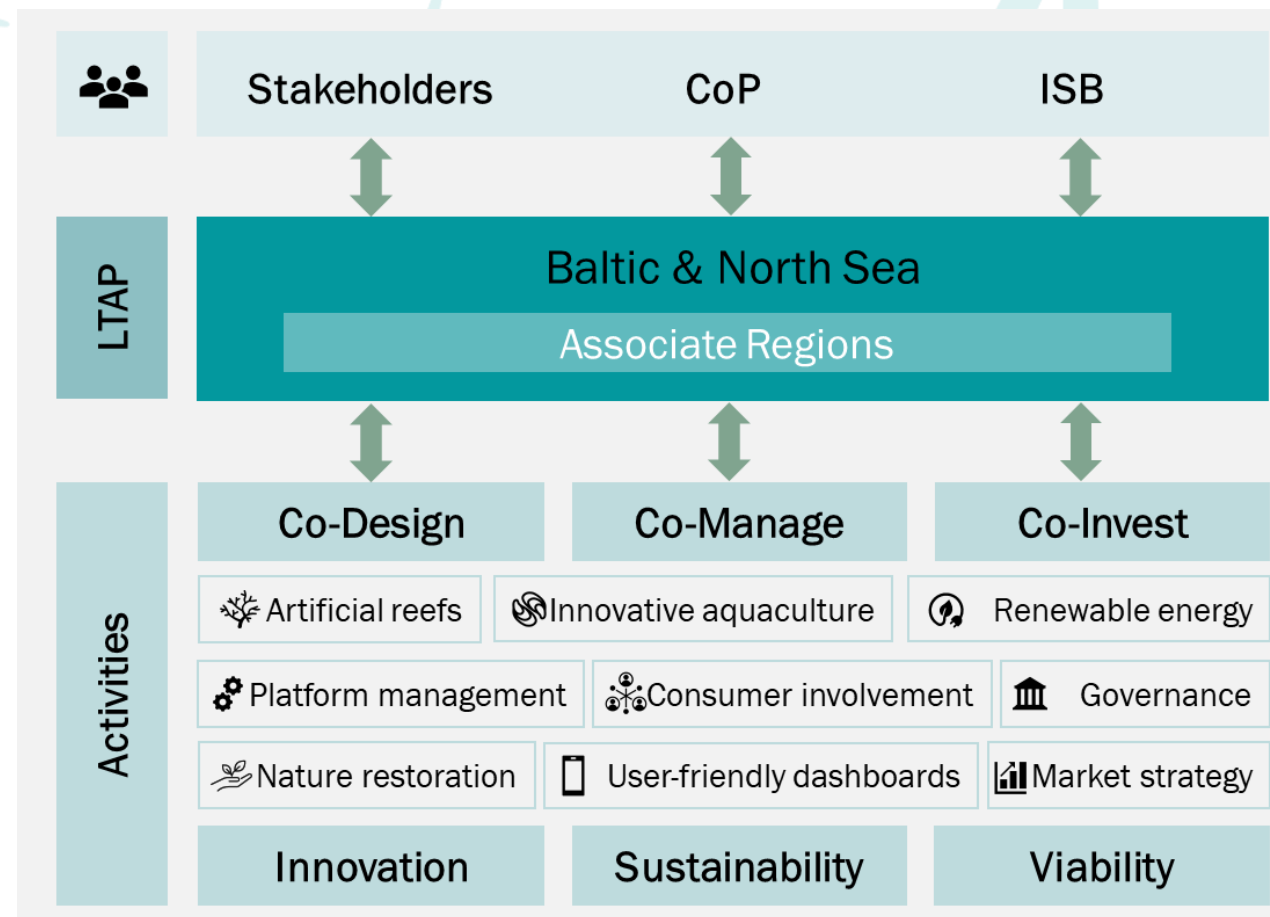 Stakeholders CoP ISB
LTAP
Baltic & North Sea
Associate Regions
Activities
Co-Design Co-Manage Co-Invest
Artificial reefs Innovative aquaculture Renewable energy
Platform management Consumer involvement Governance
Nature restoration User-friendly dashboards Market strategy
Innovation Sustainability Viability